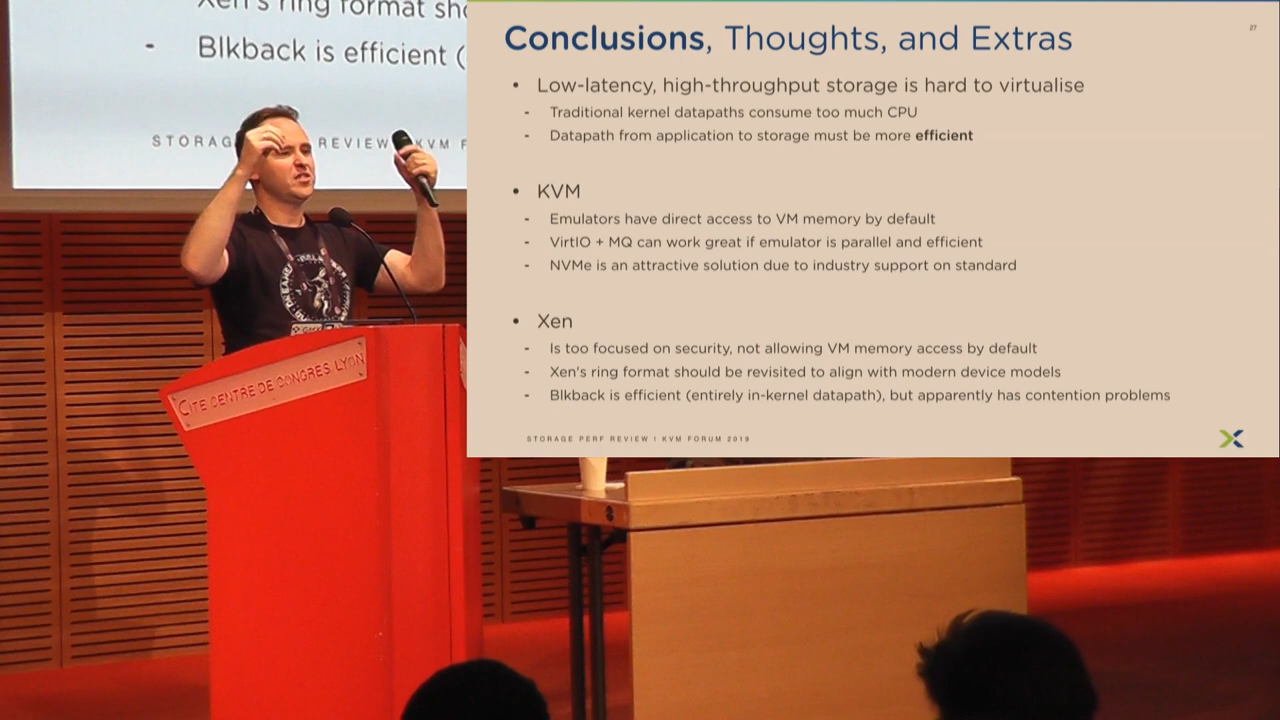 Xen's ring format sho
- Blkback is efficient (
STORAG REVIEW KVM F
CITE CENTRE DE CONGRES LYON
Conclusions, Thoughts, and Extras
27
• Low-latency, high-throughput storage is hard to virtualise
- Traditional kernel datapaths consume too much CPU
- Datapath from application to storage must be more efficient
• KVM
- Emulators have direct access to VM memory by default
- VirtIO + MQ can work great if emulator is parallel and efficient
- NVMe is an attractive solution due to industry support on standard
• Xen
- Is too focused on security, not allowing VM memory access by default
- Xen's ring format should be revisited to align with modern device models
- Blkback is efficient (entirely in-kernel datapath), but apparently has contention problems
STORAGE PERF REVIEW | KVM FORUM 2019